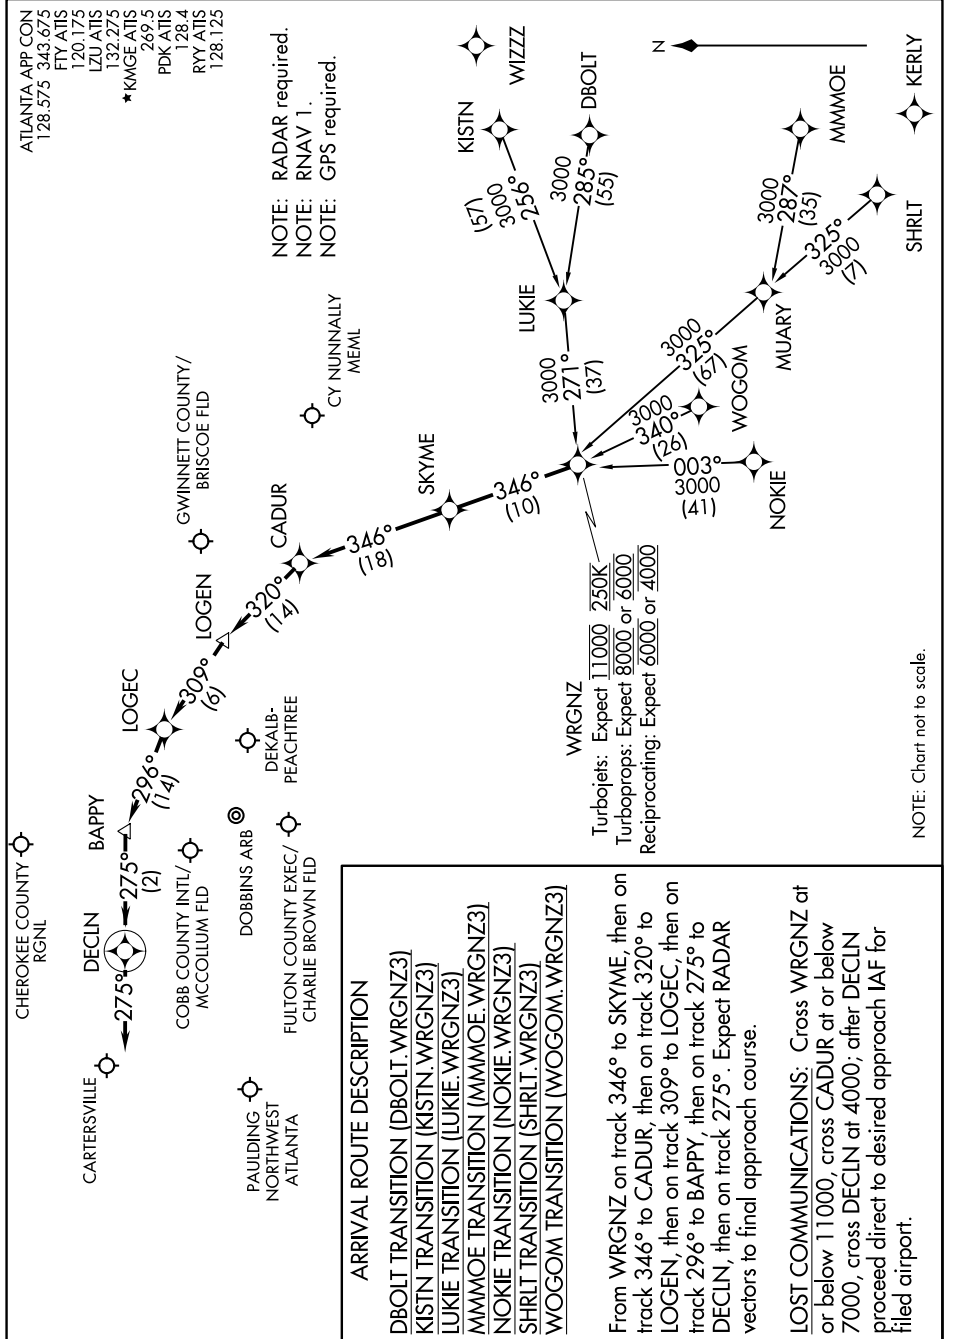 ATLANTA APP CON
128.575 343.675
FTY ATIS
120.175
LZU ATIS
132.275
★KMGE ATIS
269.5
PDK ATIS
128.4
RYY ATIS
128.125
NOTE: RADAR required.
NOTE: RNAV 1.
NOTE: GPS required.
CHEROKEE COUNTY
RGNL
CARTERSVILLE
PAULDING
NORTHWEST
ATLANTA
COBB COUNTY INTL/
MCCOLLUM FLD
DOBBINS ARB
FULTON COUNTY EXEC/
CHARLIE BROWN FLD
DEKALB-
PEACHTREE
GWINNETT COUNTY/
BRISCOE FLD
CY NUNNALLY
MEML
275°
DECLN
275°
(2)
BAPPY
296°
(14)
LOGEC
309°
(6)
LOGEN
320°
(14)
CADUR
346°
(18)
SKYME
346°
(10)
WRGNZ
Turbojets: Expect 11000 250K
Turboprops: Expect 8000 or 6000
Reciprocating: Expect 6000 or 4000
3000
271°
(37)
LUKIE
(57)
3000
256°
KISTN
WIZZZ
3000
285°
(55)
DBOLT
N
3000
325°
(67)
MUARY
3000
287°
(35)
MMMOE
KERLY
325°
3000
(7)
SHRLT
3000
340°
(26)
WOGOM
003°
3000
(41)
NOKIE
NOTE: Chart not to scale.
ARRIVAL ROUTE DESCRIPTION
DBOLT TRANSITION (DBOLT.WRGNZ3)
KISTN TRANSITION (KISTN.WRGNZ3)
LUKIE TRANSITION (LUKIE.WRGNZ3)
MMMOE TRANSITION (MMMOE.WRGNZ3)
NOKIE TRANSITION (NOKIE.WRGNZ3)
SHRLT TRANSITION (SHRLT.WRGNZ3)
WOGOM TRANSITION (WOGOM.WRGNZ3)
From WRGNZ on track 346° to SKYME, then on
track 346° to CADUR, then on track 320° to
LOGEN, then on track 309° to LOGEC, then on
track 296° to BAPPY, then on track 275° to
DECLN, then on track 275°. Expect RADAR
vectors to final approach course.
LOST COMMUNICATIONS: Cross WRGNZ at
or below 11000, cross CADUR at or below
7000, cross DECLN at 4000; after DECLN
proceed direct to desired approach IAF for
filed airport.